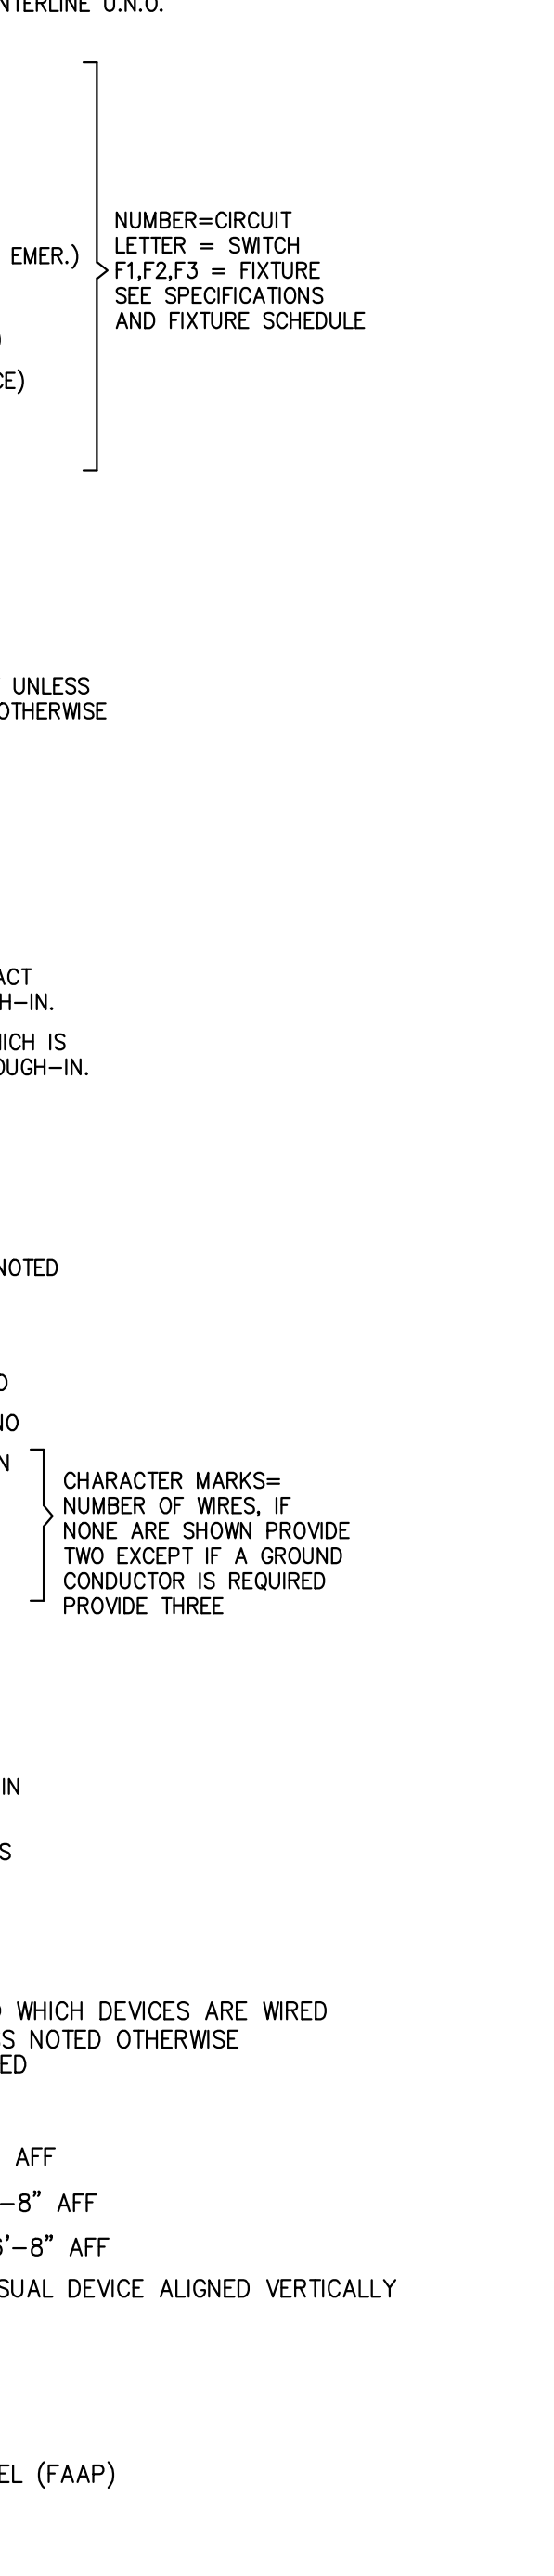 U.N.O.
EMER.)
NUMBER=CIRCUIT
LETTER = SWITCH
F1,F2,F3 = FIXTURE
SEE SPECIFICATIONS
AND FIXTURE SCHEDULE
)
CE)
UNLESS
OTHERWISE
ACT
H-IN.
HICH IS
OUGH-IN.
NOTED
O
NO
N
CHARACTER MARKS=
NUMBER OF WIRES, IF
NONE ARE SHOWN PROVIDE
TWO EXCEPT IF A GROUND
CONDUCTOR IS REQUIRED
PROVIDE THREE
IN
S
WHICH DEVICES ARE WIRED
S NOTED OTHERWISE
ED
AFF
-8" AFF
6'-8" AFF
SUAL DEVICE ALIGNED VERTICALLY
EL (FAAP)